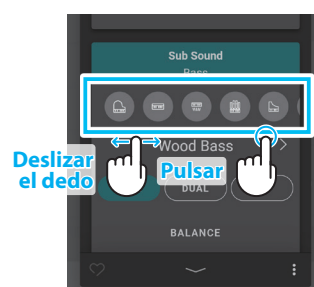 Sub Sound
Bass
Wood Bass
Deslizar
el dedo
Pulsar
DUAL
BALANCE